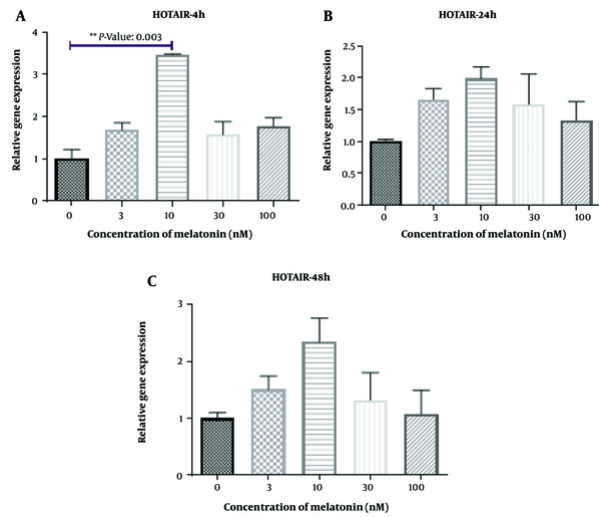 A
HOTAIR-4h
** P-Value: 0.003
Relative gene expression
4
3
2
1
0
0 3 10 30 100
Concentration of melatonin (nM)
B
HOTAIR-24h
Relative gene expression
2.5
2.0
1.5
1.0
0.5
0.0
0 3 10 30 100
Concentration of melatonin (nM)
C
HOTAIR-48h
Relative gene expression
3
2
1
0
0 3 10 30 100
Concentration of melatonin (nM)